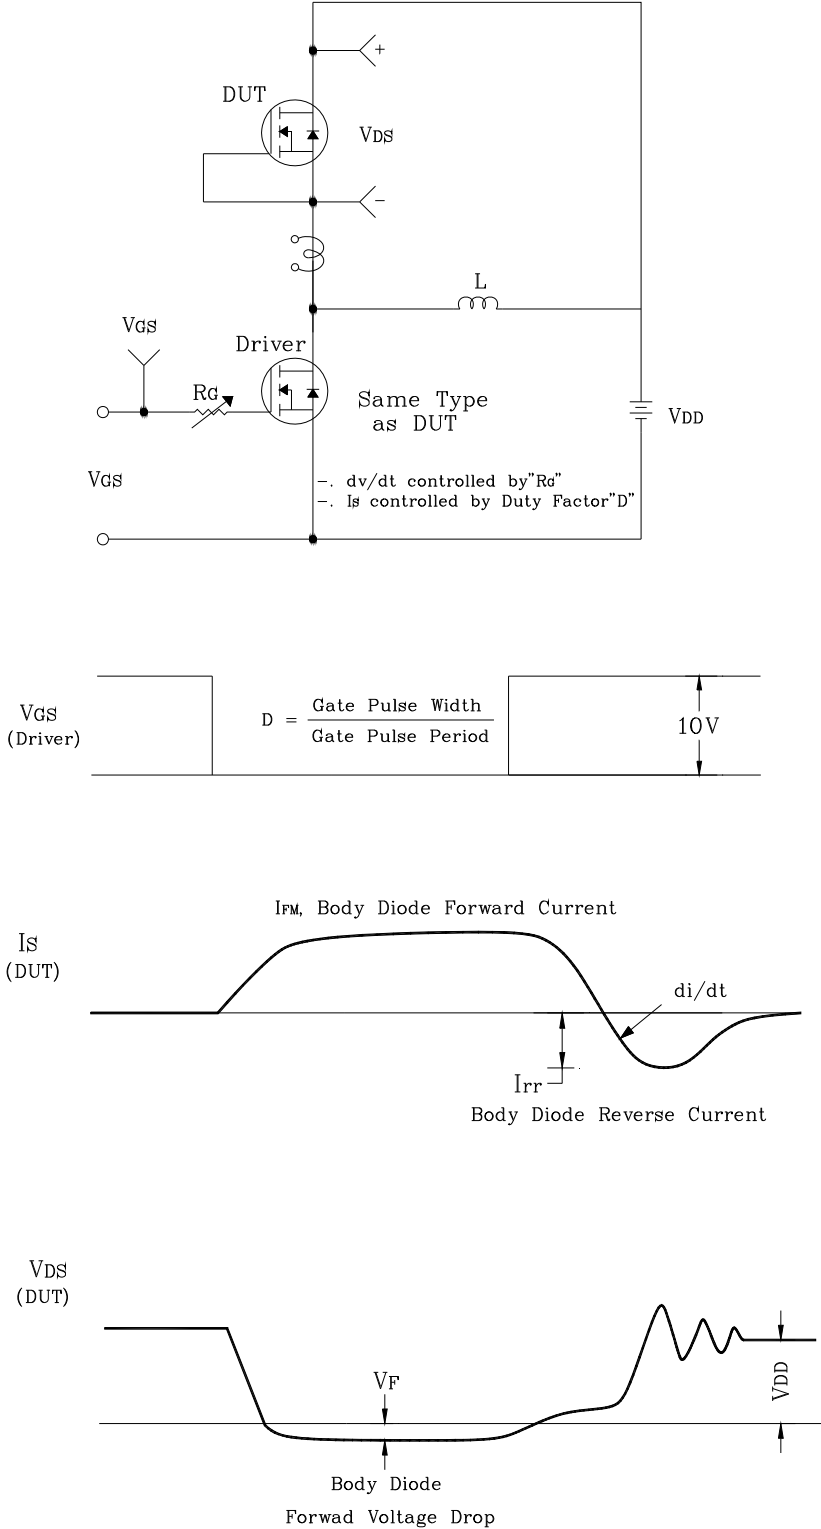 +
DUT
VDS
-
L
VGS
Driver
RG
Same Type
as DUT
VDD
VGS
-. dv/dt controlled by"RG"
-. Is controlled by Duty Factor"D"
VGS
(Driver)
D = Gate Pulse Width
Gate Pulse Period
10V
IFM, Body Diode Forward Current
IS
(DUT)
di/dt
Irr
Body Diode Reverse Current
VDS
(DUT)
VF
VDD
Body Diode
Forwad Voltage Drop